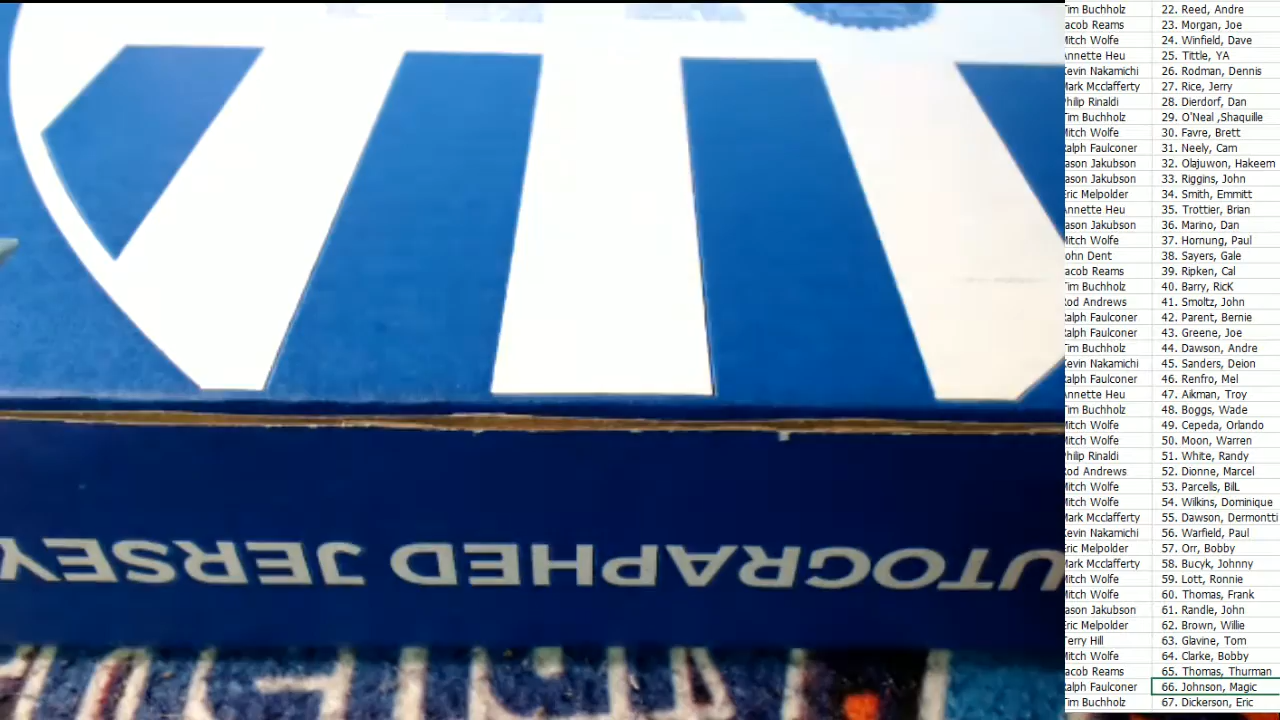 UTOGRAPHED JERSEY
Tim Buchholz 22. Reed, Andre
Jacob Reams 23. Morgan, Joe
Mitch Wolfe 24. Winfield, Dave
Annette Heu 25. Tittle, YA
Kevin Nakamichi 26. Rodman, Dennis
Mark Mcclafferty 27. Rice, Jerry
Philip Rinaldi 28. Dierdorf, Dan
Tim Buchholz 29. O'Neal ,Shaquille
Mitch Wolfe 30. Favre, Brett
Ralph Faulconer 31. Neely, Cam
Jason Jakubson 32. Olajuwon, Hakeem
Jason Jakubson 33. Riggins, John
Eric Melpolder 34. Smith, Emmitt
Annette Heu 35. Trottier, Brian
Jason Jakubson 36. Marino, Dan
Mitch Wolfe 37. Hornung, Paul
John Dent 38. Sayers, Gale
Jacob Reams 39. Ripken, Cal
Tim Buchholz 40. Barry, RicK
Rod Andrews 41. Smoltz, John
Ralph Faulconer 42. Parent, Bernie
Ralph Faulconer 43. Greene, Joe
Tim Buchholz 44. Dawson, Andre
Kevin Nakamichi 45. Sanders, Deion
Ralph Faulconer 46. Renfro, Mel
Annette Heu 47. Aikman, Troy
Tim Buchholz 48. Boggs, Wade
Mitch Wolfe 49. Cepeda, Orlando
Mitch Wolfe 50. Moon, Warren
Philip Rinaldi 51. White, Randy
Rod Andrews 52. Dionne, Marcel
Mitch Wolfe 53. Parcells, BilL
Mitch Wolfe 54. Wilkins, Dominique
Mark Mcclafferty 55. Dawson, Dermontti
Kevin Nakamichi 56. Warfield, Paul
Eric Melpolder 57. Orr, Bobby
Mark Mcclafferty 58. Bucyk, Johnny
Mitch Wolfe 59. Lott, Ronnie
Mitch Wolfe 60. Thomas, Frank
Jason Jakubson 61. Randle, John
Eric Melpolder 62. Brown, Willie
Terry Hill 63. Glavine, Tom
Mitch Wolfe 64. Clarke, Bobby
Jacob Reams 65. Thomas, Thurman
Ralph Faulconer 66. Johnson, Magic
Tim Buchholz 67. Dickerson, Eric